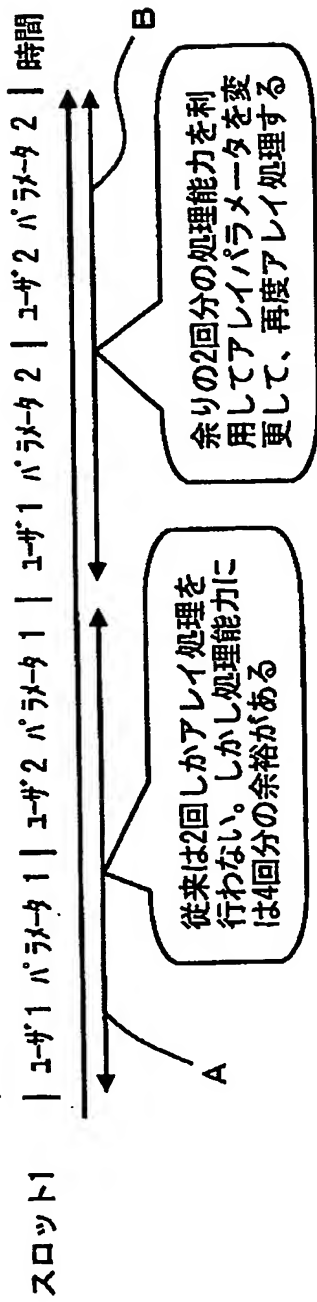 スロット1 | ユーザ1 パラメータ1 | ユーザ2 パラメータ1 | ユーザ1 パラメータ2 | ユーザ2 パラメータ2 | 時間
A
B
従来は2回しかアレイ処理を
行わない。しかし処理能力に
は4回分の余裕がある
余りの2回分の処理能力を利
用してアレイパラメータを変
更して、再度アレイ処理する